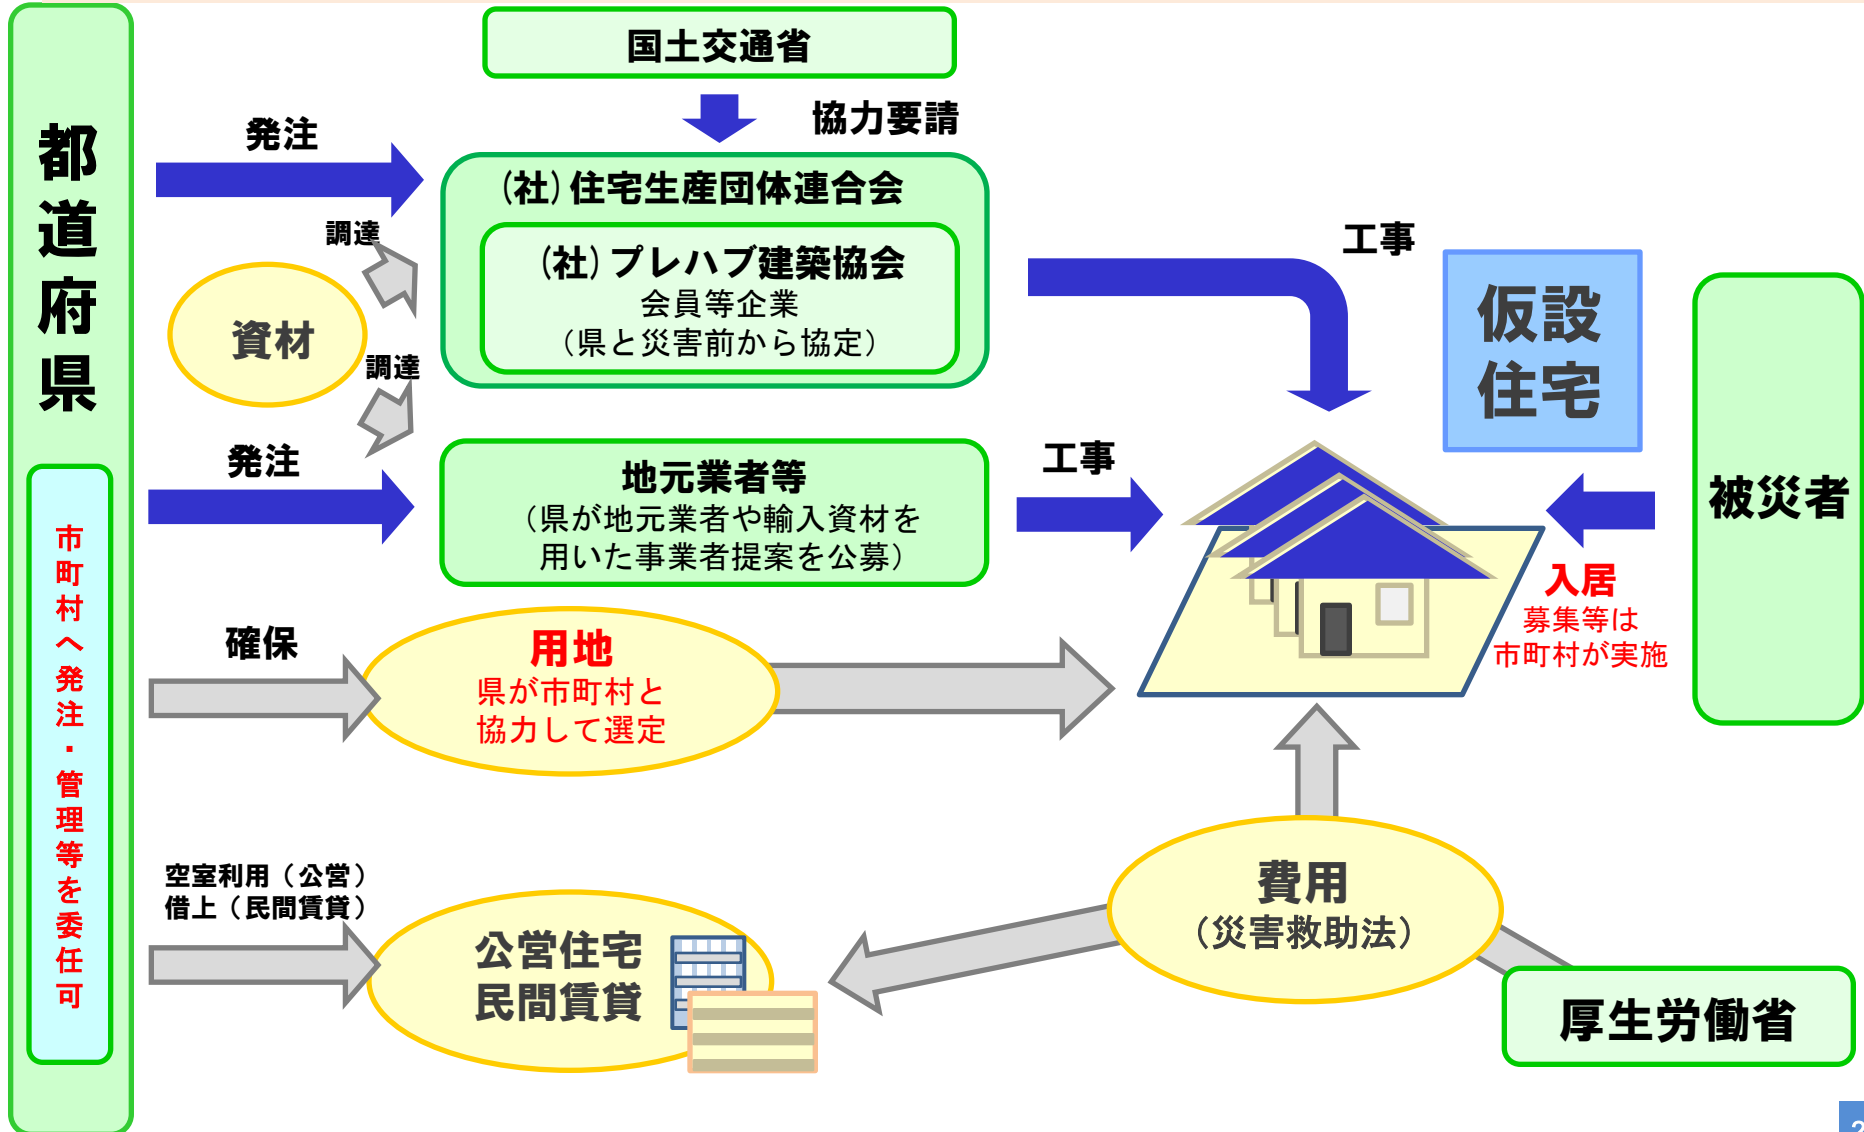 国土交通省
協力要請
都道府県
発注
(社)住宅生産団体連合会
(社)プレハブ建築協会
会員等企業
（県と災害前から協定）
調達
資材
調達
工事
仮設
住宅
発注
地元業者等
（県が地元業者や輸入資材を
用いた事業者提案を公募）
工事
被災者
入居
募集等は
市町村が実施
市町村へ発注・管理等を委任可
確保
用地
県が市町村と
協力して選定
空室利用（公営）
借上（民間賃貸）
公営住宅
民間賃貸
費用
（災害救助法）
厚生労働省
2